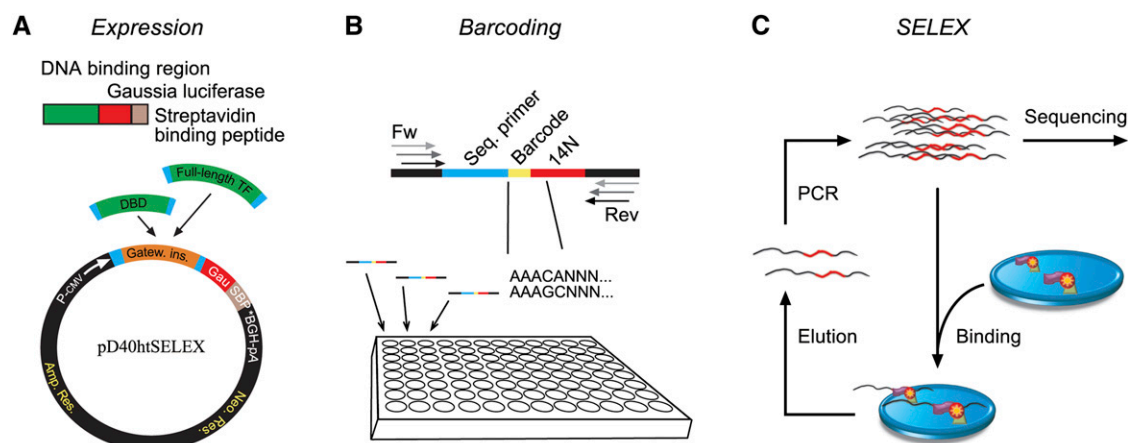 A
Expression
DNA binding region
Gaussia luciferase
Streptavidin
binding peptide
Full-length TF
DBD
Gatew. ins.
P-CMV
Gau
SBP*
BGH-pA
pD40htSELEX
Amp. Res.
Neo. Res.
B
Barcoding
Fw
Seq. primer
Barcode
14N
Rev
AAACANNN...
AAAGCNNN...
C
SELEX
Sequencing
PCR
Elution
Binding